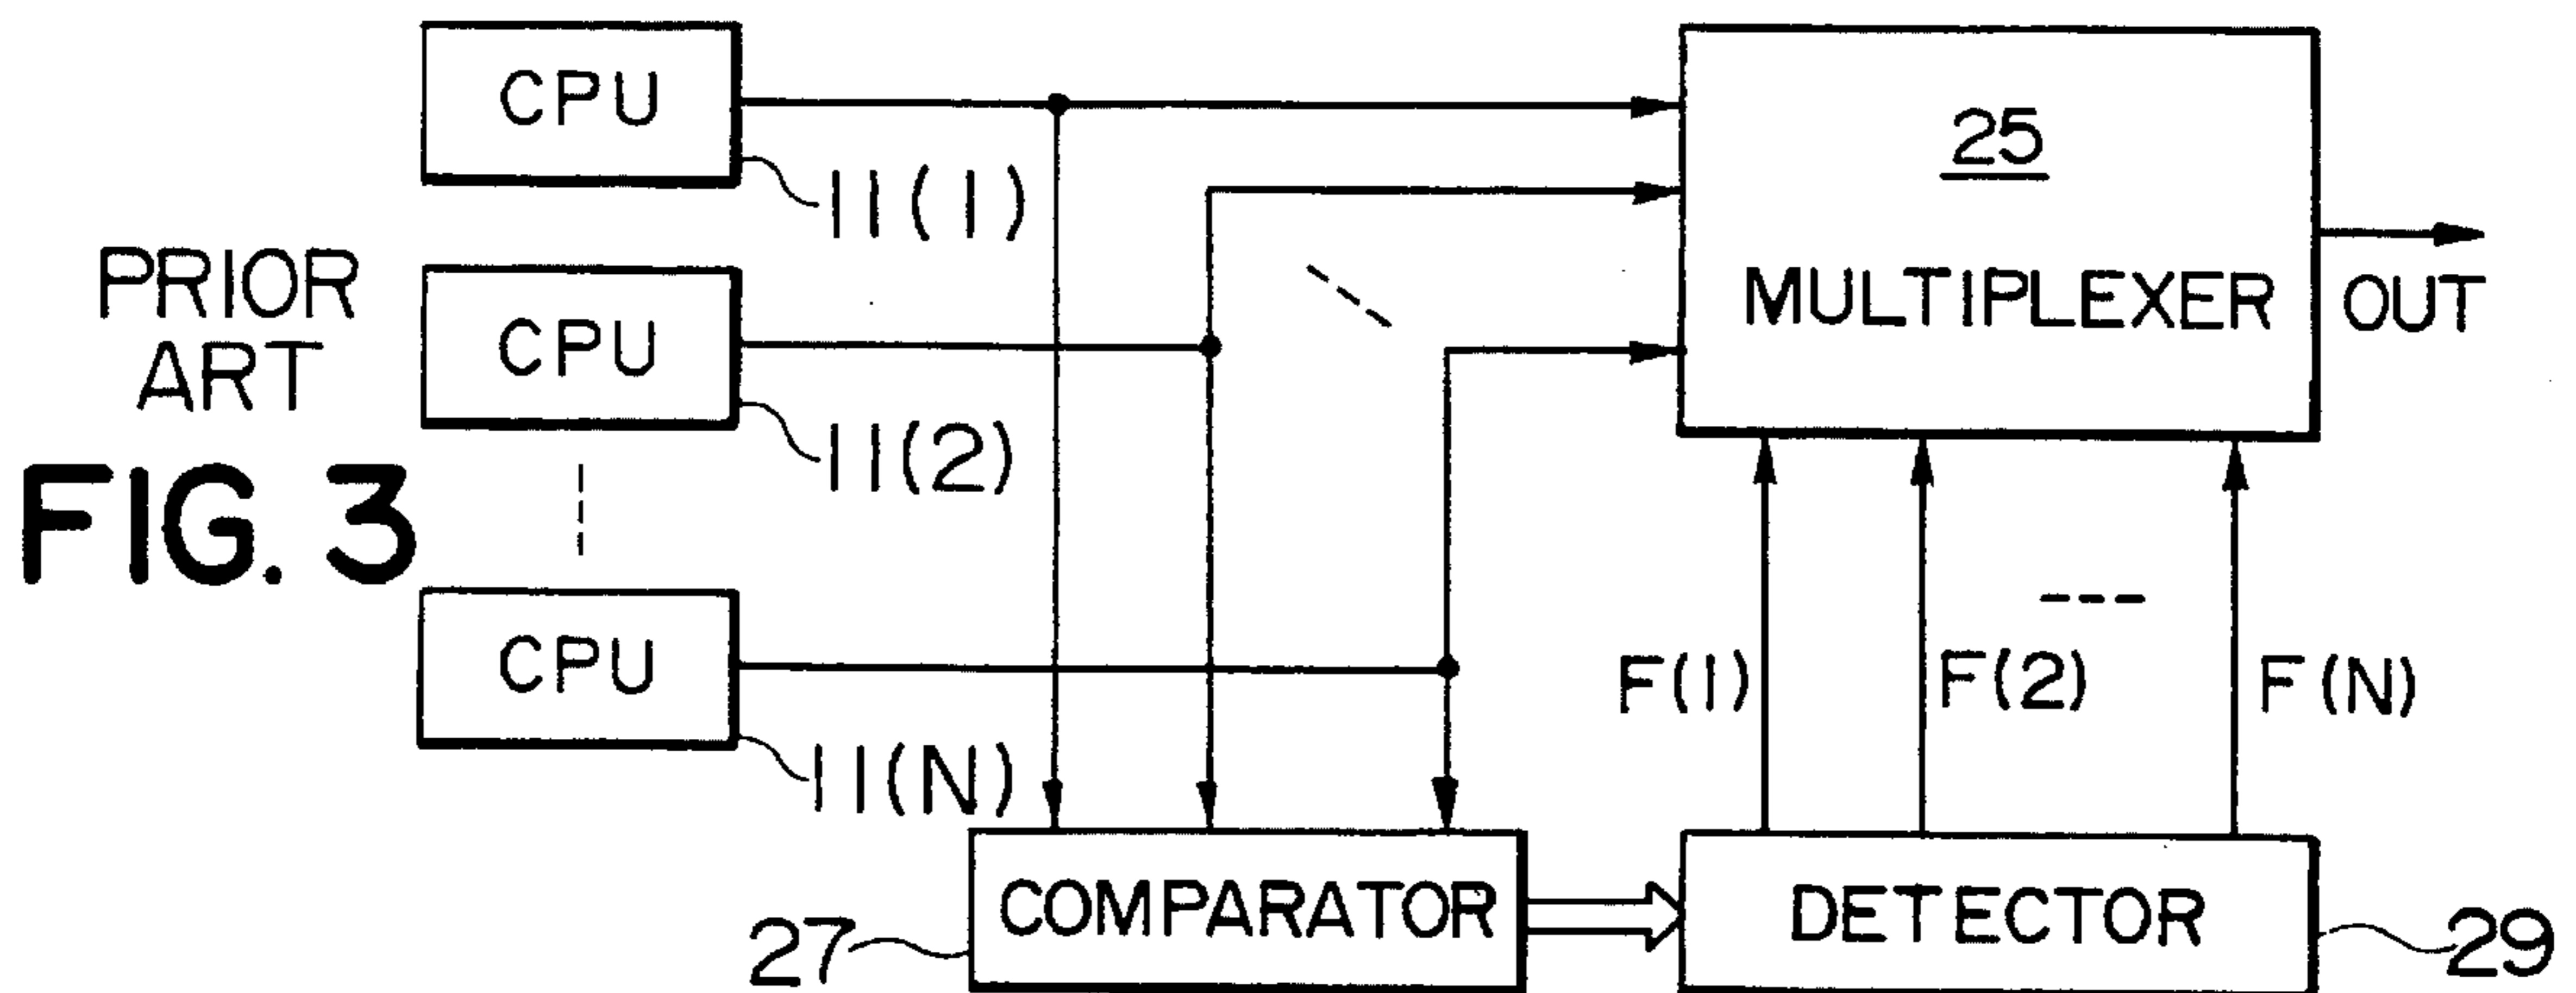 CPU
11(1)
25
MULTIPLEXER
OUT
PRIOR
ART
CPU
11(2)
FIG. 3
CPU
11(N)
F(1)
F(2)
F(N)
COMPARATOR
27
DETECTOR
29